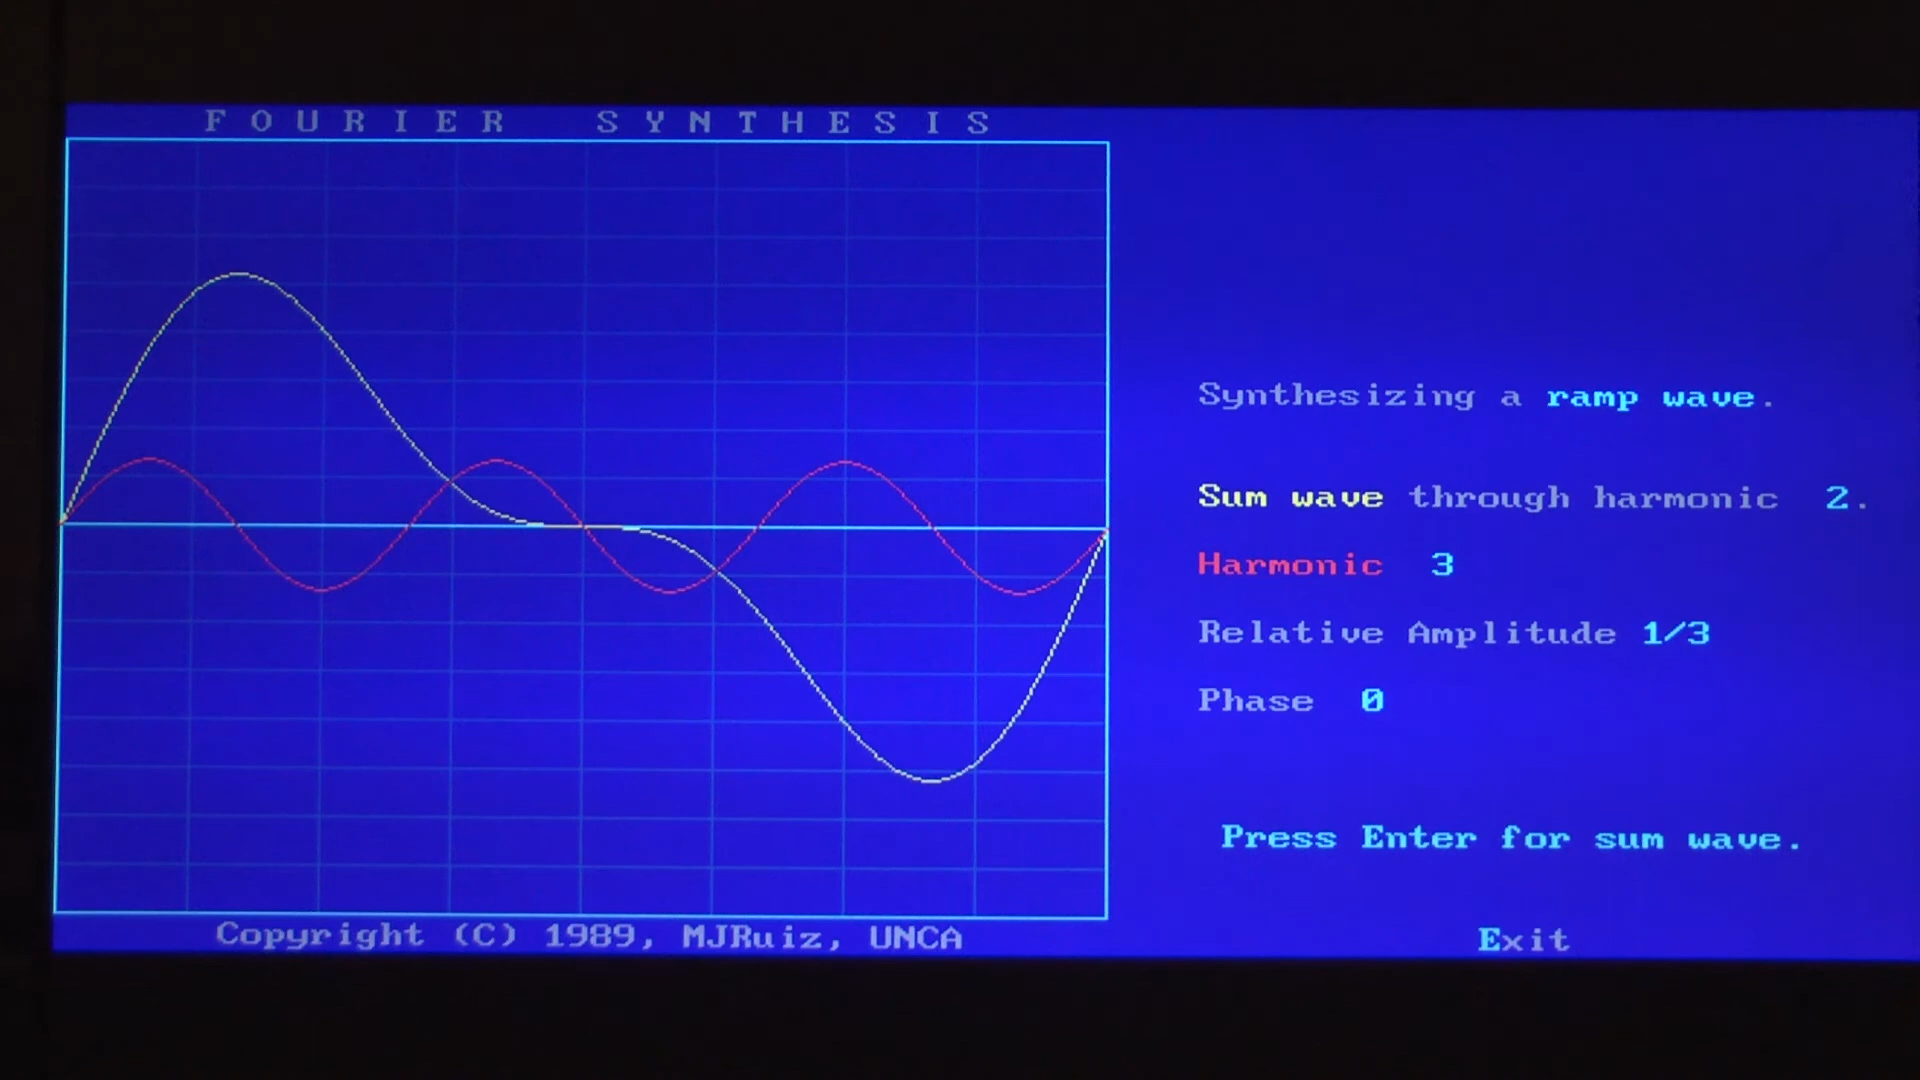 FOURIER SYNTHESIS
Synthesizing a ramp wave.
Sum wave through harmonic 2.
Harmonic 3
Relative Amplitude 1/3
Phase 0
Press Enter for sum wave.
Copyright (C) 1989, MJRuiz, UNCA
Exit